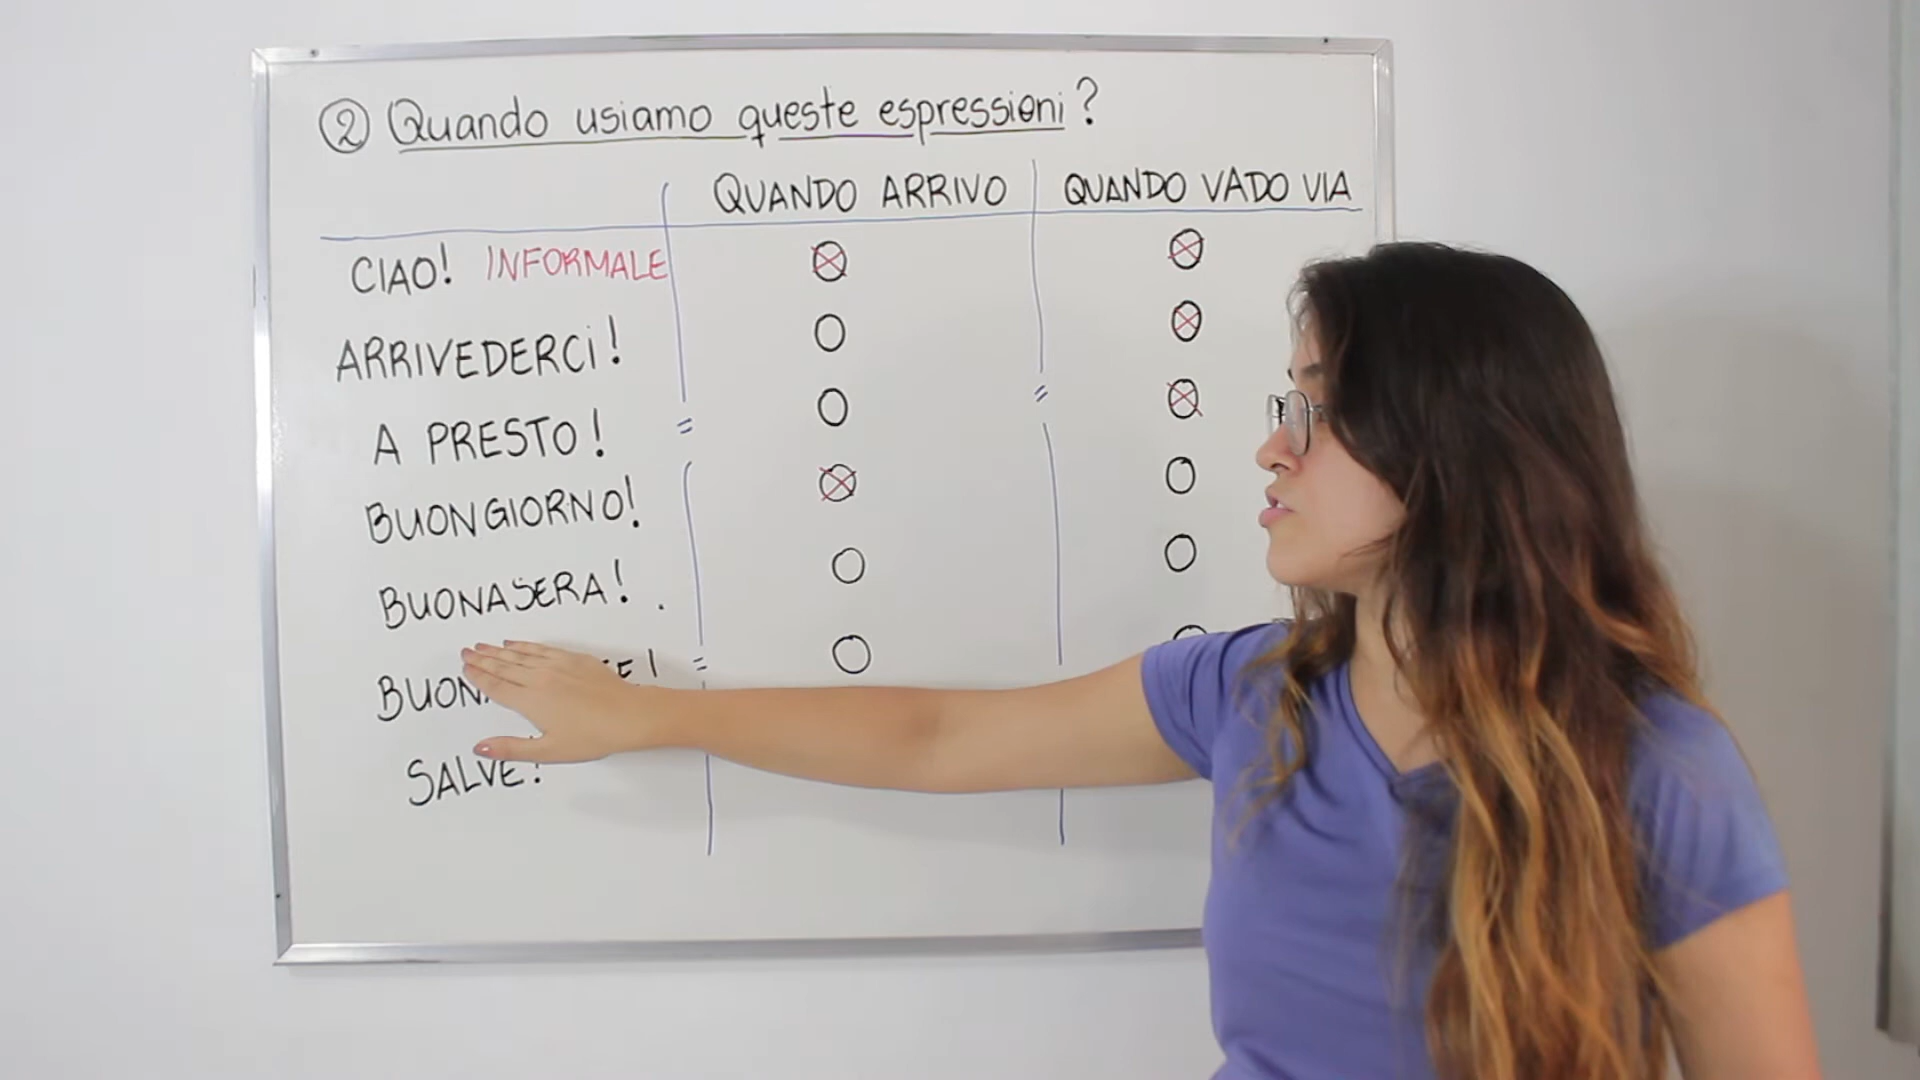 2 Quando usiamo queste espressioni?
QUANDO ARRIVO QUANDO VADO VIA
CIAO! INFORMALE
ARRIVEDERCI!
A PRESTO!
BUONGIORNO!
BUONASERA!
SALVE!